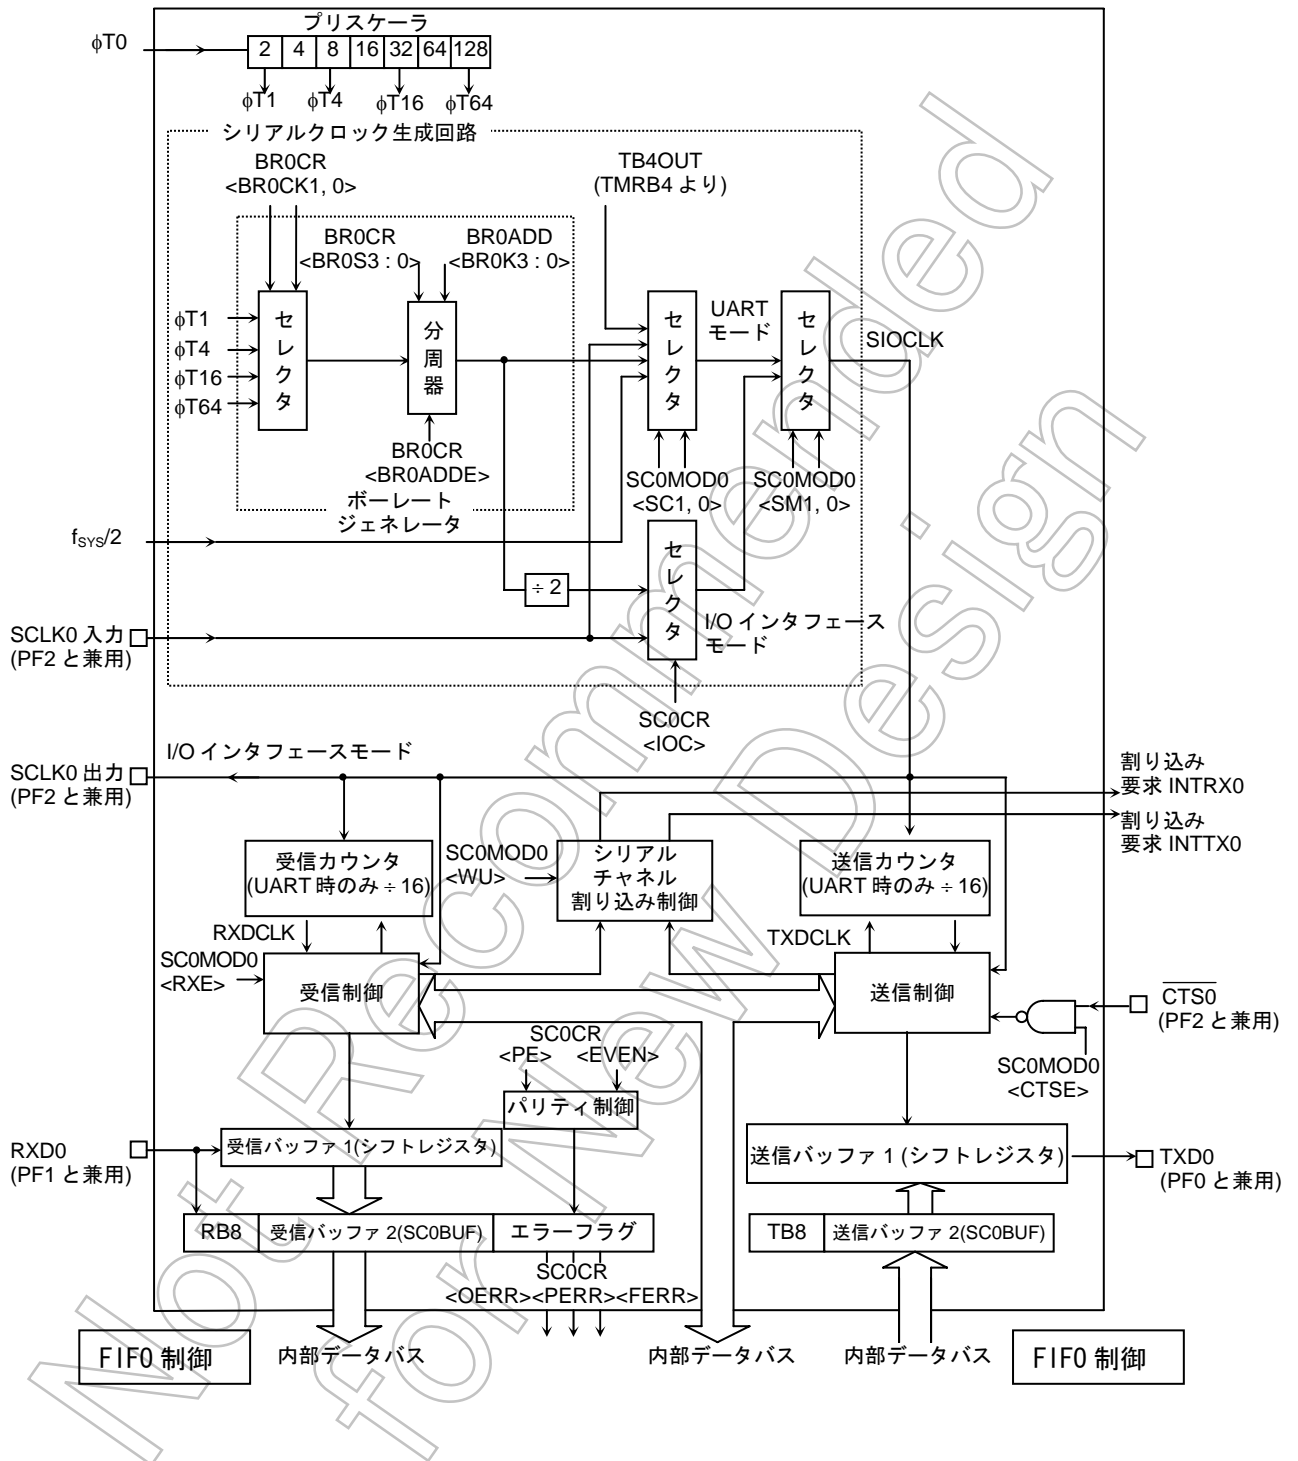 プリスケーラ
φT0
2 4 8 16 32 64 128
φT1 φT4 φT16 φT64
シリアルクロック生成回路
BR0CR
<BR0CK1, 0>
TB4OUT
(TMRB4 より)
BR0CR
<BR0S3 : 0>
BR0ADD
<BR0K3 : 0>
φT1
φT4
φT16
φT64
セレクタ
分周器
セレクタ
UART
モード
セレクタ
SIOCLK
BR0CR
<BR0ADDE>
ボーレート
ジェネレータ
SC0MOD0
<SC1, 0>
SC0MOD0
<SM1, 0>
fSYS/2
÷ 2
セレクタ
I/O インタフェース
モード
SCLK0 入力
(PF2 と兼用)
SC0CR
<IOC>
I/O インタフェースモード
SCLK0 出力
(PF2 と兼用)
割り込み
要求 INTRX0
割り込み
要求 INTTX0
受信カウンタ
(UART 時のみ ÷ 16)
SC0MOD0
<WU>
シリアル
チャネル
割り込み制御
送信カウンタ
(UART 時のみ ÷ 16)
RXDCLK
TXDCLK
SC0MOD0
<RXE>
受信制御
送信制御
CTS0
(PF2 と兼用)
SC0MOD0
<CTSE>
SC0CR
<PE> <EVEN>
パリティ制御
RXD0
(PF1 と兼用)
受信バッファ 1(シフトレジスタ)
送信バッファ 1 (シフトレジスタ)
TXD0
(PF0 と兼用)
RB8 受信バッファ 2(SC0BUF) エラーフラグ
TB8 送信バッファ 2(SC0BUF)
SC0CR
<OERR><PERR><FERR>
FIFO 制御
内部データバス
内部データバス
内部データバス
FIFO 制御
Not Recommended
for New Design